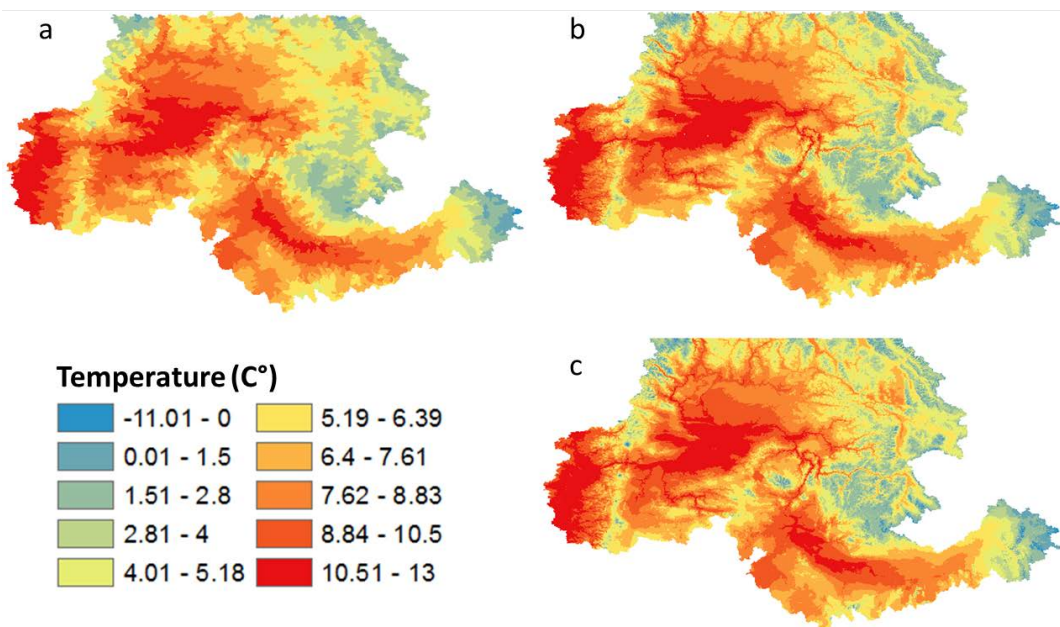 a
b
c
Temperature (C°)
-11.01 - 0
0.01 - 1.5
1.51 - 2.8
2.81 - 4
4.01 - 5.18
5.19 - 6.39
6.4 - 7.61
7.62 - 8.83
8.84 - 10.5
10.51 - 13